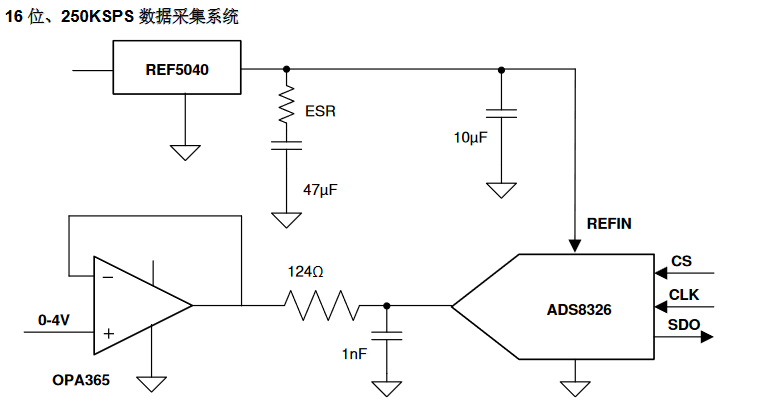 16 位、250KSPS 数据采集系统
REF5040
ESR
10μF
47μF
REFIN
124Ω
CS
−
CLK
ADS8326
0-4V
SDO
+
1nF
OPA365